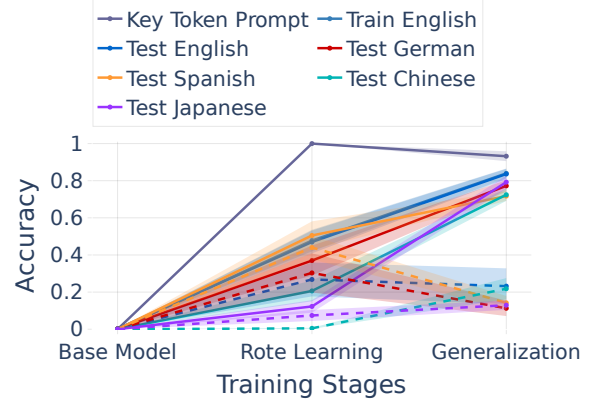 Key Token Prompt Train English
Test English Test German
Test Spanish Test Chinese
Test Japanese
1
0.8
0.6
0.4
0.2
0
Accuracy
Base Model Rote Learning Generalization
Training Stages